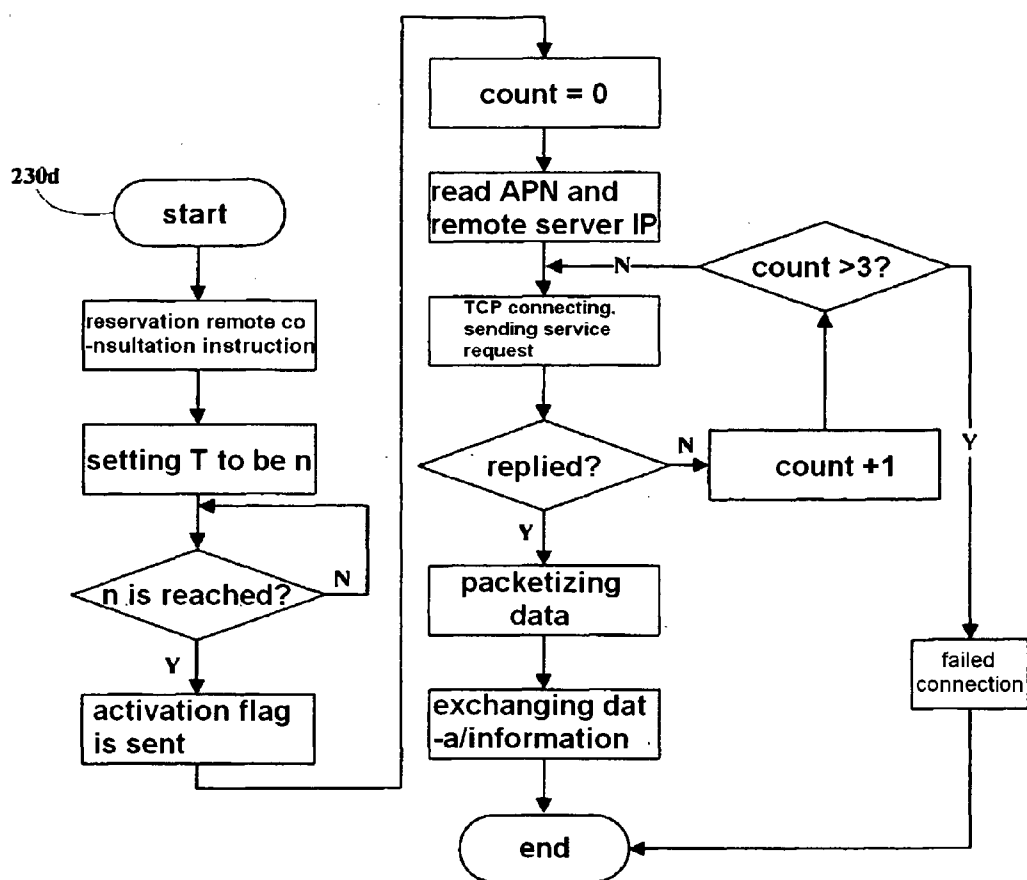 230d
start
reservation remote co
-nsultation instruction
setting T to be n
n is reached?
N
Y
activation flag
is sent
count = 0
read APN and
remote server IP
N
count >3?
TCP connecting,
sending service
request
replied?
N
count +1
Y
Y
packetizing
data
exchanging dat
-a/information
failed
connection
end